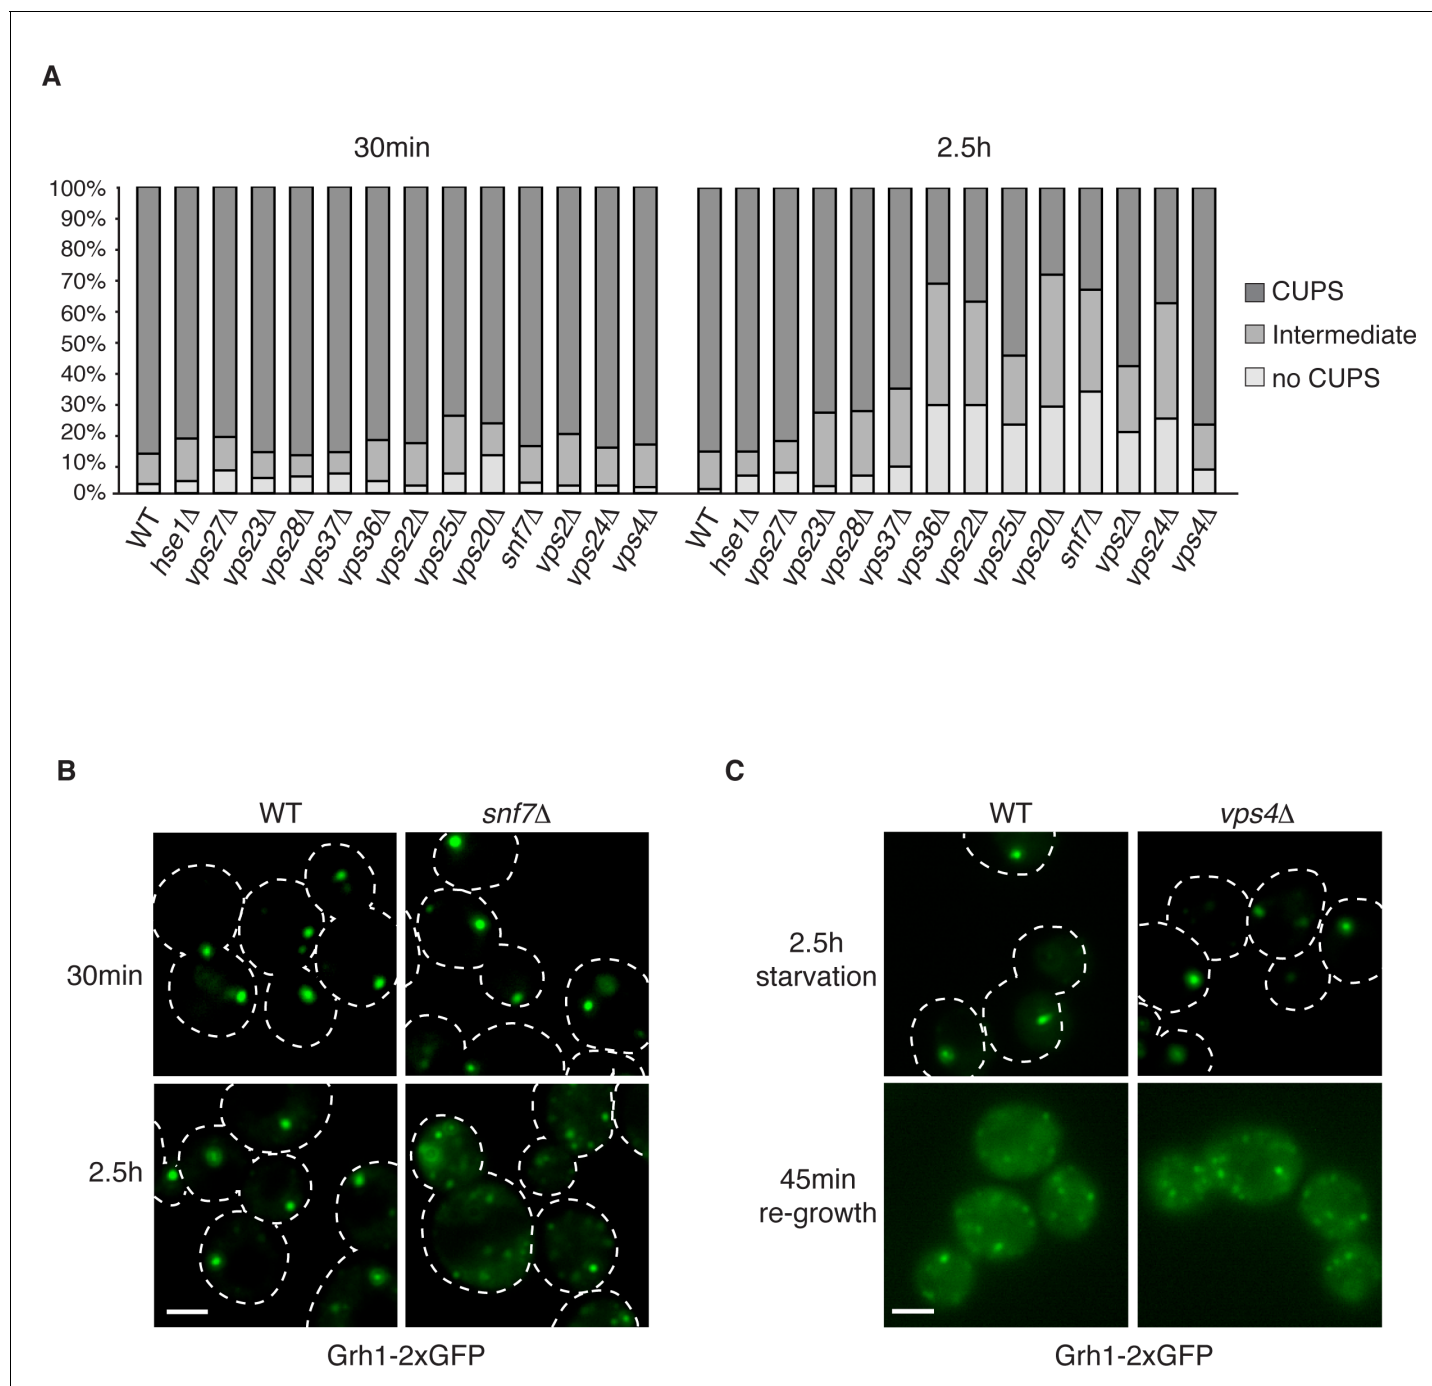 A
30min 2.5h
100%
90%
80%
70%
60%
50%
40%
30%
20%
10%
0%
CUPS
Intermediate
no CUPS
WT hse1Δ vps27Δ vps23Δ vps28Δ vps37Δ vps36Δ vps22Δ vps25Δ vps20Δ snf7Δ vps2Δ vps24Δ vps4Δ WT hse1Δ vps27Δ vps23Δ vps28Δ vps37Δ vps36Δ vps22Δ vps25Δ vps20Δ snf7Δ vps2Δ vps24Δ vps4Δ
B
WT snf7Δ
30min
2.5h
Grh1-2xGFP
C
WT vps4Δ
2.5h
starvation
45min
re-growth
Grh1-2xGFP